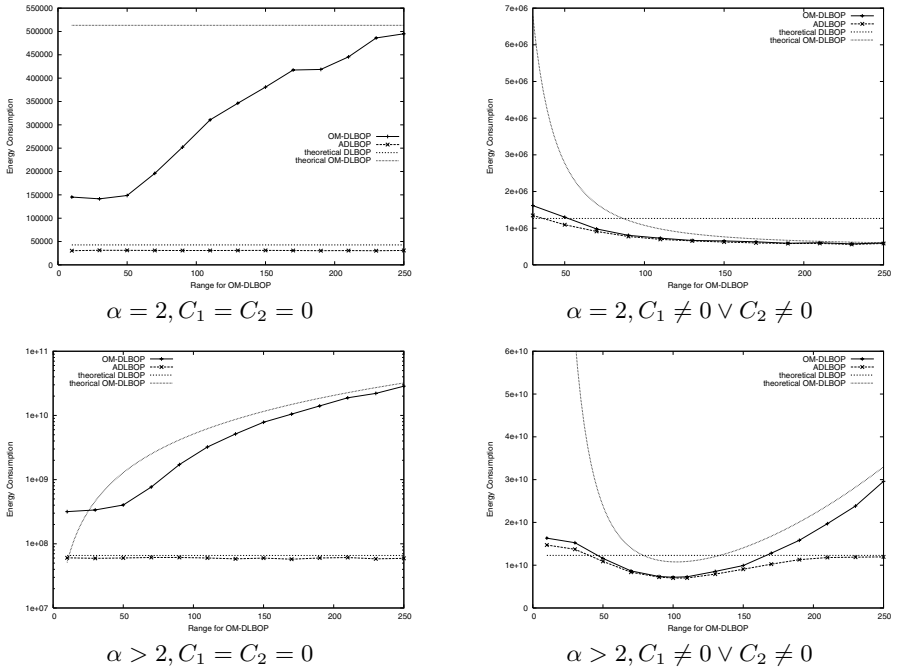 550000
500000
450000
400000
350000
300000
250000
200000
150000
100000
50000
0
Energy Consumption
OM-DLBOP
ADLBOP
theoretical DLBOP
theorical OM-DLBOP
0 50 100 150 200 250
Range for OM-DLBOP
α = 2, C₁ = C₂ = 0
7e+06
6e+06
5e+06
4e+06
3e+06
2e+06
1e+06
0
Energy Consumption
OM-DLBOP
ADLBOP
theoretical DLBOP
theorical OM-DLBOP
50 100 150 200 250
Range for OM-DLBOP
α = 2, C₁ ≠ 0 ∨ C₂ ≠ 0
1e+11
1e+10
1e+09
1e+08
1e+07
Energy Consumption
OM-DLBOP
ADLBOP
theoretical DLBOP
theorical OM-DLBOP
0 50 100 150 200 250
Range for OM-DLBOP
α > 2, C₁ = C₂ = 0
6e+10
5e+10
4e+10
3e+10
2e+10
1e+10
0
Energy Consumption
OM-DLBOP
ADLBOP
theoretical DLBOP
theoretical OM-DLBOP
0 50 100 150 200 250
Range for OM-DLBOP
α > 2, C₁ ≠ 0 ∨ C₂ ≠ 0